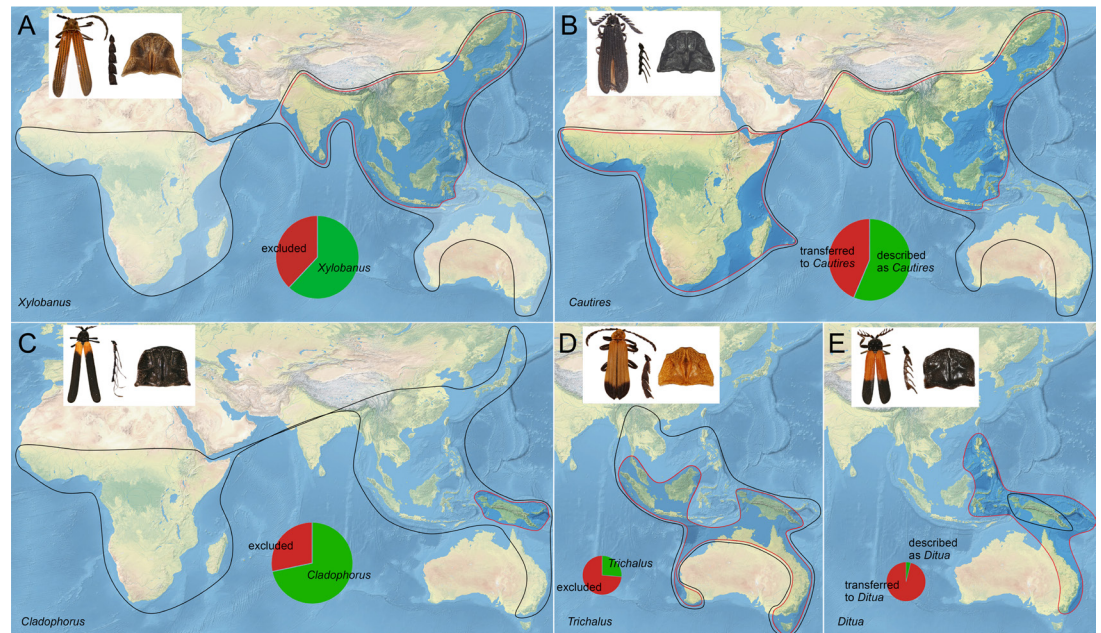 A
excluded
Xylobanus
Xylobanus
B
transferred
to Cautires
described
as Cautires
Cautires
C
excluded
Cladophorus
Cladophorus
D
Trichalus
excluded
Trichalus
E
described
as Ditua
transferred
to Ditua
Ditua